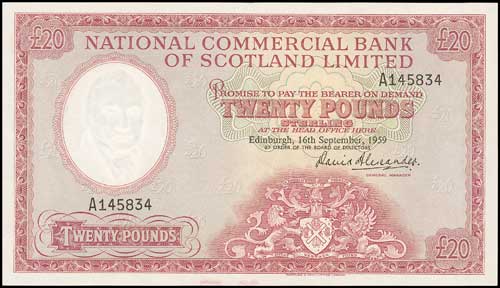 £20 £20
NATIONAL COMMERCIAL BANK
OF SCOTLAND LIMITED
A145834
PROMISE TO PAY THE BEARER ON DEMAND
TWENTY POUNDS
STERLING
AT THE HEAD OFFICE HERE
Edinburgh, 16th September, 1959
BY ORDER OF THE BOARD OF DIRECTORS
David Alexander
GENERAL MANAGER
A145834
TWENTY POUNDS
£20